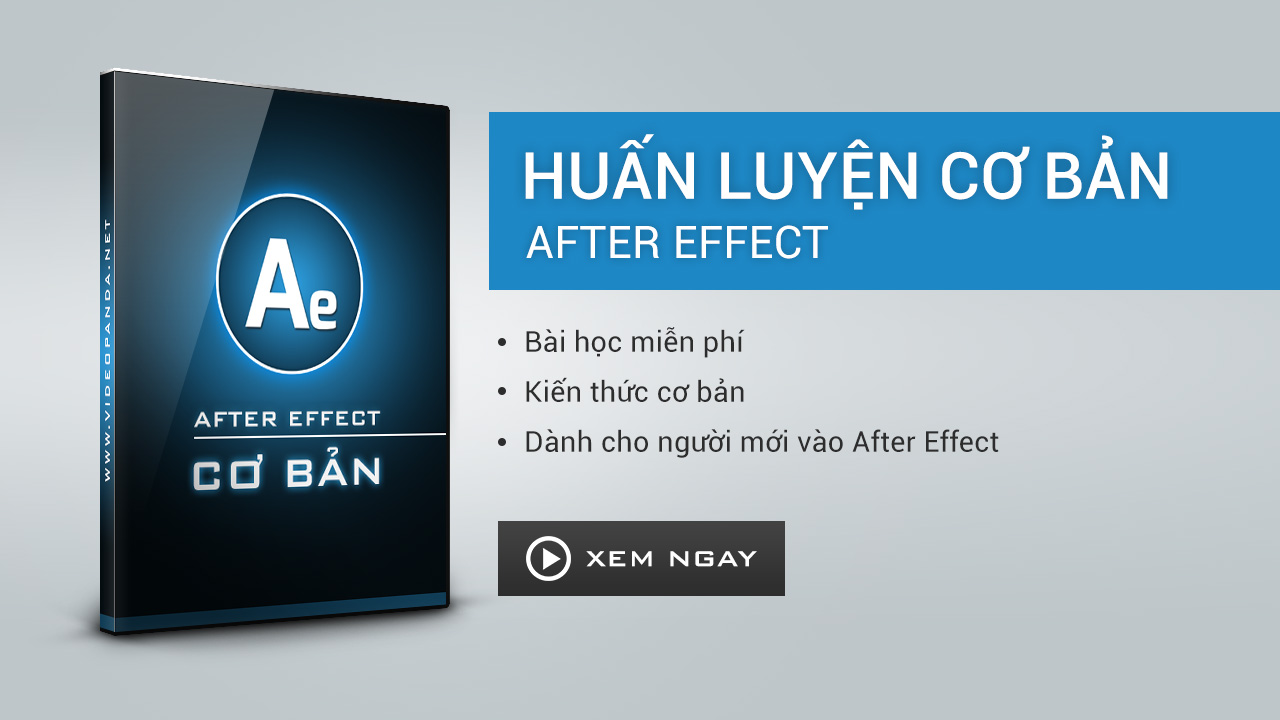 WWW.VIDEOPANDA.NET
Ae
AFTER EFFECT
CƠ BẢN
HUẤN LUYỆN CƠ BẢN
AFTER EFFECT
• Bài học miễn phí
• Kiến thức cơ bản
• Dành cho người mới vào After Effect
XEM NGAY